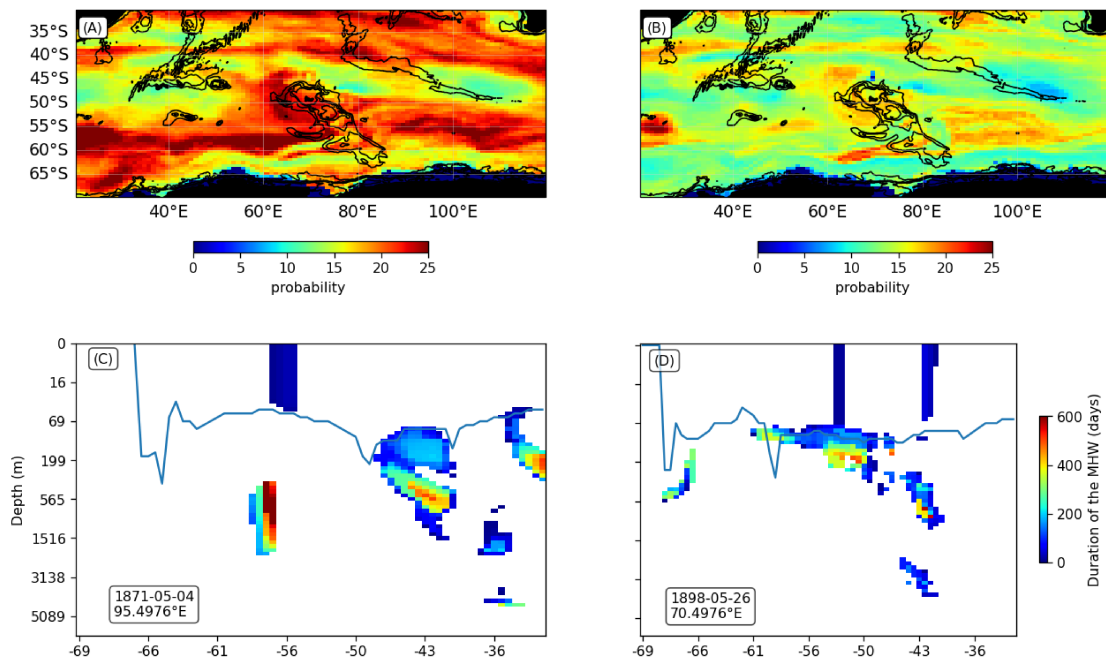 (A)
35°S
40°S
45°S
50°S
55°S
60°S
65°S
40°E 60°E 80°E 100°E
0 5 10 15 20 25
probability
(B)
40°E 60°E 80°E 100°E
0 5 10 15 20 25
probability
(C)
Depth (m)
0
16
69
199
565
1516
3138
5089
1871-05-04
95.4976°E
-69 -66 -62 -56 -50 -43 -36
(D)
1898-05-26
70.4976°E
-69 -66 -62 -56 -50 -43 -36
600
400
200
0
Duration of the MHW (days)